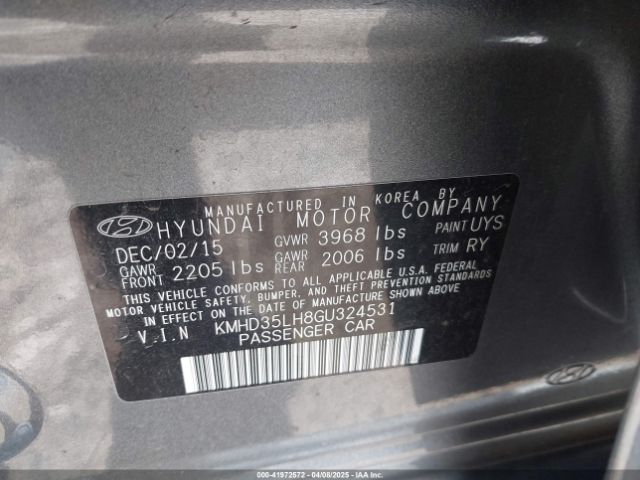 MANUFACTURED IN KOREA BY
HYUNDAI MOTOR COMPANY
DEC/02/15 GVWR 3968 lbs PAINT UYS
GAWR FRONT 2205 lbs GAWR REAR 2006 lbs TRIM RY
THIS VEHICLE CONFORMS TO ALL APPLICABLE U.S.A. FEDERAL
MOTOR VEHICLE SAFETY, BUMPER, AND THEFT PREVENTION STANDARDS
IN EFFECT ON THE DATE OF MANUFACTURE SHOWN ABOVE.
V.I.N KMHD35LH8GU324531
PASSENGER CAR
000-41972572 | 04/08/2025 | IAAI.COM